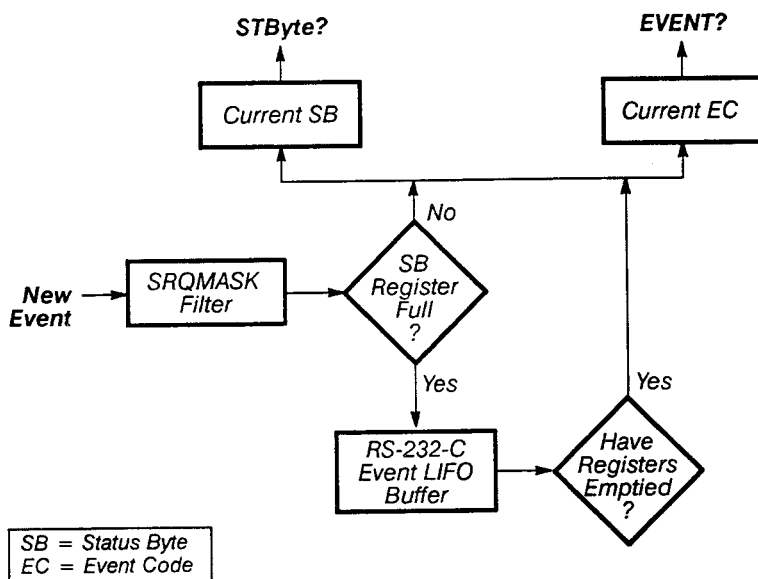 STByte?
EVENT?
Current SB
Current EC
No
New
Event
SRQMASK
Filter
SB
Register
Full
?
Yes
Yes
RS-232-C
Event LIFO
Buffer
Have
Registers
Emptied
?
SB = Status Byte
EC = Event Code